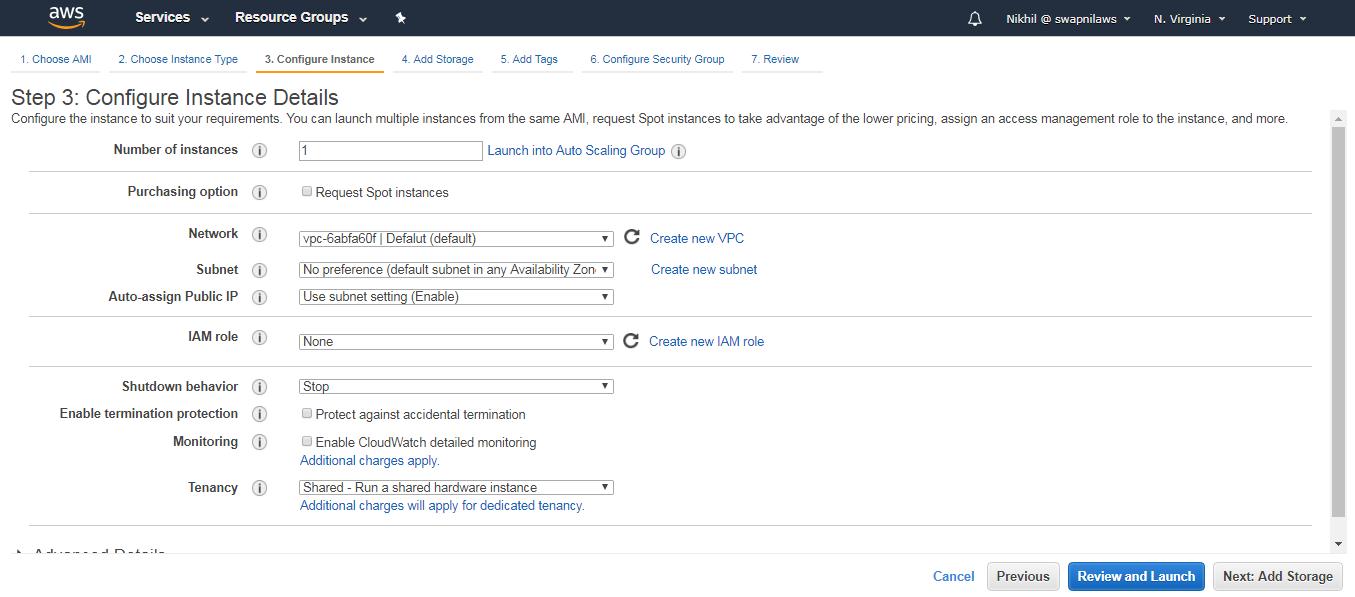 aws Services Resource Groups Nikhil @ swapnilaws N. Virginia Support
1. Choose AMI 2. Choose Instance Type 3. Configure Instance 4. Add Storage 5. Add Tags 6. Configure Security Group 7. Review
Step 3: Configure Instance Details
Configure the instance to suit your requirements. You can launch multiple instances from the same AMI, request Spot instances to take advantage of the lower pricing, assign an access management role to the instance, and more.
Number of instances i 1 Launch into Auto Scaling Group i
Purchasing option i Request Spot instances
Network i vpc-6abfa60f | Defalut (default) Create new VPC
Subnet i No preference (default subnet in any Availability Zon Create new subnet
Auto-assign Public IP i Use subnet setting (Enable)
IAM role i None Create new IAM role
Shutdown behavior i Stop
Enable termination protection i Protect against accidental termination
Monitoring i Enable CloudWatch detailed monitoring
Additional charges apply.
Tenancy i Shared - Run a shared hardware instance
Additional charges will apply for dedicated tenancy.
Advanced Details
Cancel Previous Review and Launch Next: Add Storage